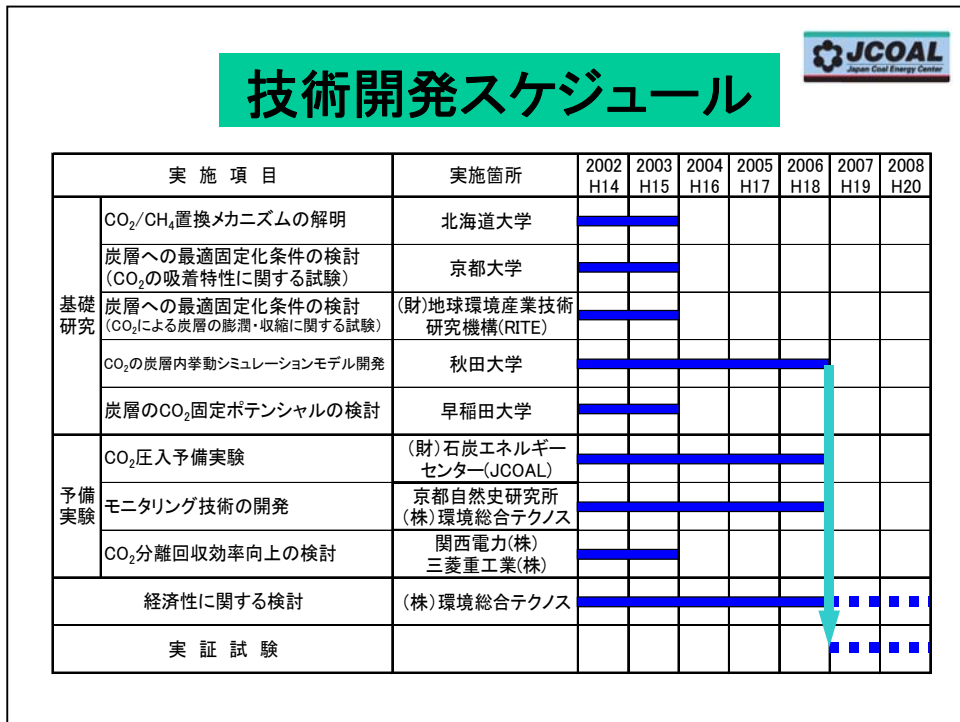 JCOAL
Japan Coal Energy Center
技術開発スケジュール
実施項目 実施箇所 2002 2003 2004 2005 2006 2007 2008
H14 H15 H16 H17 H18 H19 H20
基礎
研究
CO₂/CH₄置換メカニズムの解明 北海道大学
炭層への最適固定化条件の検討
(CO₂の吸着特性に関する試験)
京都大学
炭層への最適固定化条件の検討
(CO₂による炭層の膨潤・収縮に関する試験)
(財)地球環境産業技術
研究機構(RITE)
CO₂の炭層内挙動シミュレーションモデル開発 秋田大学
炭層のCO₂固定ポテンシャルの検討 早稲田大学
予備
実験
CO₂圧入予備実験
(財)石炭エネルギー
センター(JCOAL)
モニタリング技術の開発
京都自然史研究所
(株)環境総合テクノス
CO₂分離回収効率向上の検討
関西電力(株)
三菱重工業(株)
経済性に関する検討 (株)環境総合テクノス
実証試験